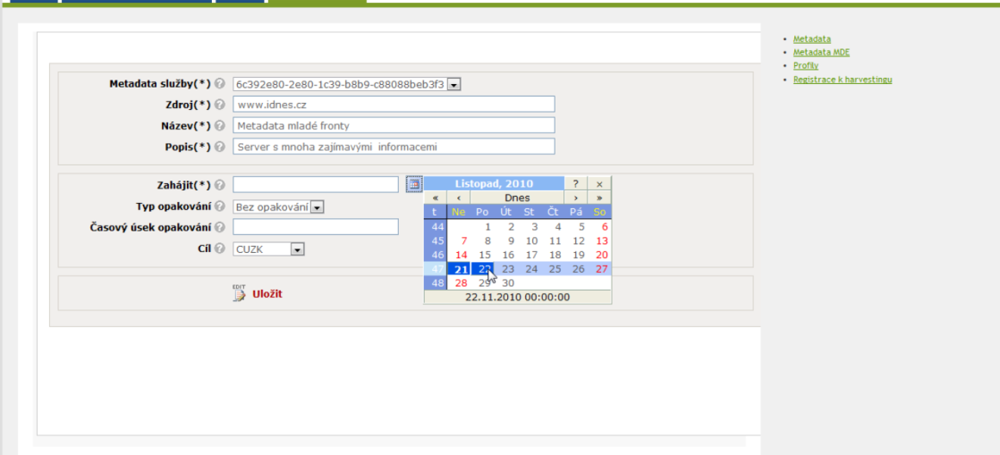 Metadata služby(*) 6c392e80-2e80-1c39-b8b9-c88088beb3f3
Zdroj(*) www.idnes.cz
Název(*) Metadata mladé fronty
Popis(*) Server s mnoha zajímavými informacemi
Zahájit(*)
Typ opakování Bez opakování
Časový úsek opakování
Cíl CUZK
EDIT Uložit
Listopad, 2010 ? ×
« ‹ Dnes › »
t Ne Po Út St Čt Pá So
44 1 2 3 4 5 6
45 7 8 9 10 11 12 13
46 14 15 16 17 18 19 20
47 21 22 23 24 25 26 27
48 28 29 30
22.11.2010 00:00:00
Metadata
Metadata MDE
Profily
Registrace k harvestingu